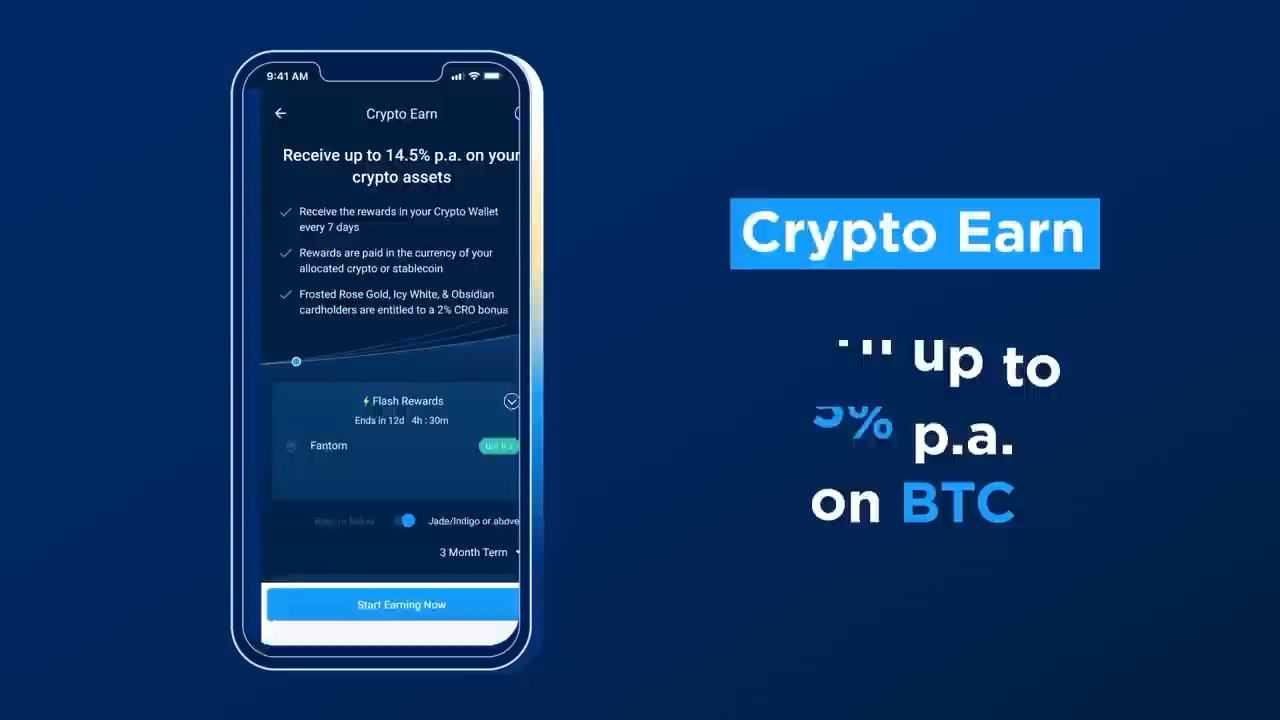 9:41 AM
Crypto Earn
Receive up to 14.5% p.a. on your
crypto assets
Receive the rewards in your Crypto Wallet
every 7 days
Rewards are paid in the currency of your
allocated crypto or stablecoin
Frosted Rose Gold, Icy White, & Obsidian
cardholders are entitled to a 2% CRO bonus
Flash Rewards
Ends in 12d 4h : 30m
Fantom
Jade/Indigo or above
3 Month Term
Start Earning Now
Crypto Earn
up to
% p.a.
on BTC